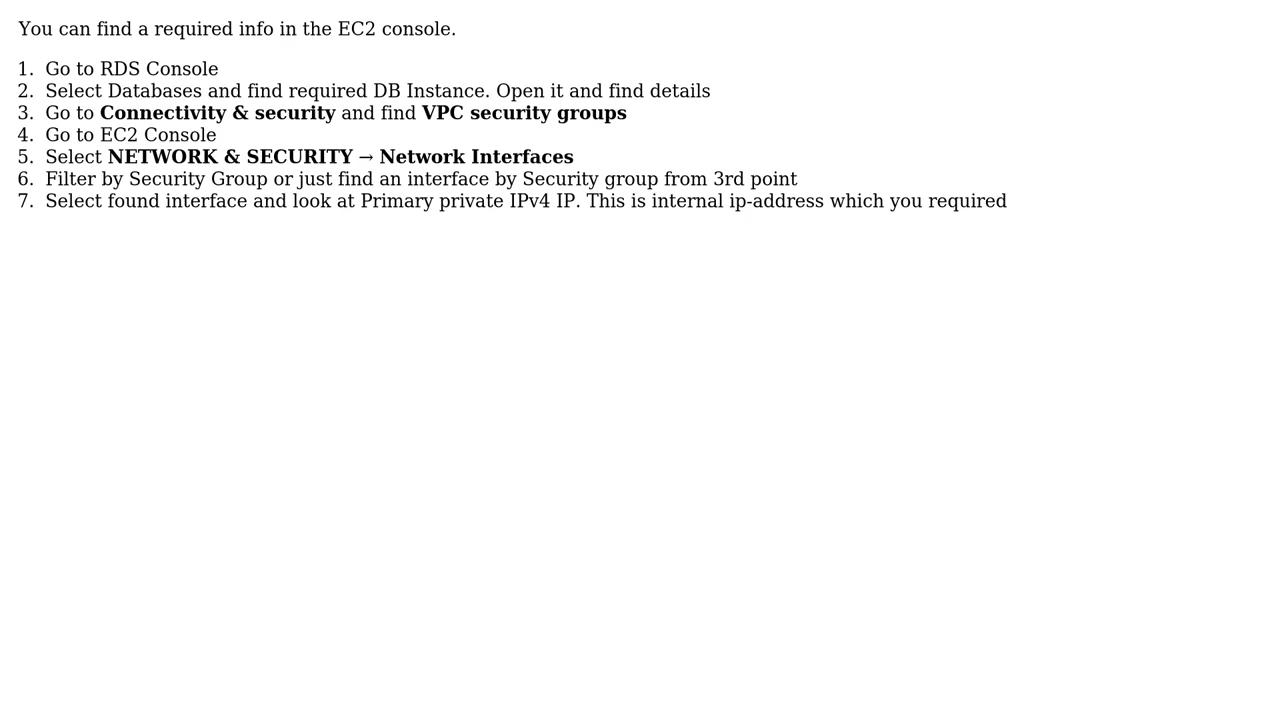 You can find a required info in the EC2 console.
1. Go to RDS Console
2. Select Databases and find required DB Instance. Open it and find details
3. Go to Connectivity & security and find VPC security groups
4. Go to EC2 Console
5. Select NETWORK & SECURITY → Network Interfaces
6. Filter by Security Group or just find an interface by Security group from 3rd point
7. Select found interface and look at Primary private IPv4 IP. This is internal ip-address which you required